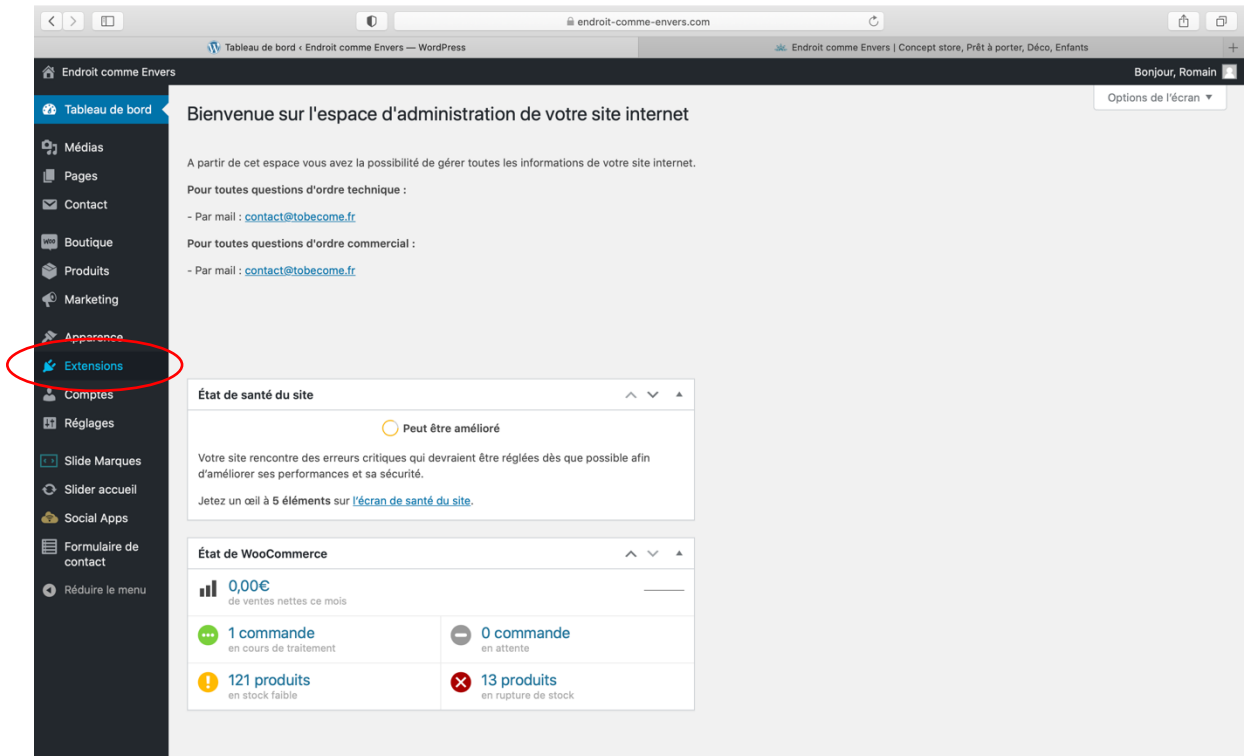 endroit-comme-envers.com
Tableau de bord ‹ Endroit comme Envers — WordPress
Endroit comme Envers | Concept store, Prêt à porter, Déco, Enfants
Endroit comme Envers
Bonjour, Romain
Options de l'écran
Tableau de bord
Médias
Pages
Contact
Boutique
Produits
Marketing
Apparence
Extensions
Comptes
Réglages
Slide Marques
Slider accueil
Social Apps
Formulaire de
contact
Réduire le menu
Bienvenue sur l'espace d'administration de votre site internet
A partir de cet espace vous avez la possibilité de gérer toutes les informations de votre site internet.
Pour toutes questions d'ordre technique :
- Par mail : contact@tobecome.fr
Pour toutes questions d'ordre commercial :
- Par mail : contact@tobecome.fr
État de santé du site
Peut être amélioré
Votre site rencontre des erreurs critiques qui devraient être réglées dès que possible afin
d'améliorer ses performances et sa sécurité.
Jetez un œil à 5 éléments sur l'écran de santé du site.
État de WooCommerce
0,00€
de ventes nettes ce mois
1 commande
en cours de traitement
0 commande
en attente
121 produits
en stock faible
13 produits
en rupture de stock